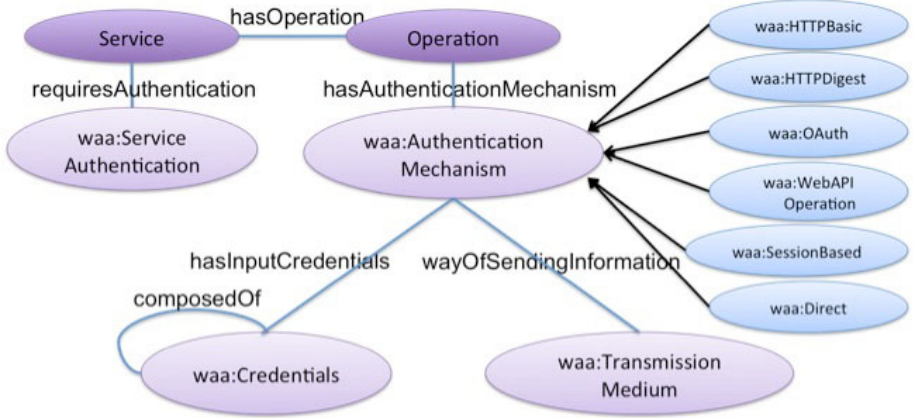 hasOperation
Service
Operation
requiresAuthentication
hasAuthenticationMechanism
waa:Service
Authentication
waa:Authentication
Mechanism
waa:HTTPBasic
waa:HTTPDigest
waa:OAuth
waa:WebAPI
Operation
waa:SessionBased
waa:Direct
hasInputCredentials
wayOfSendingInformation
composedOf
waa:Credentials
waa:Transmission
Medium